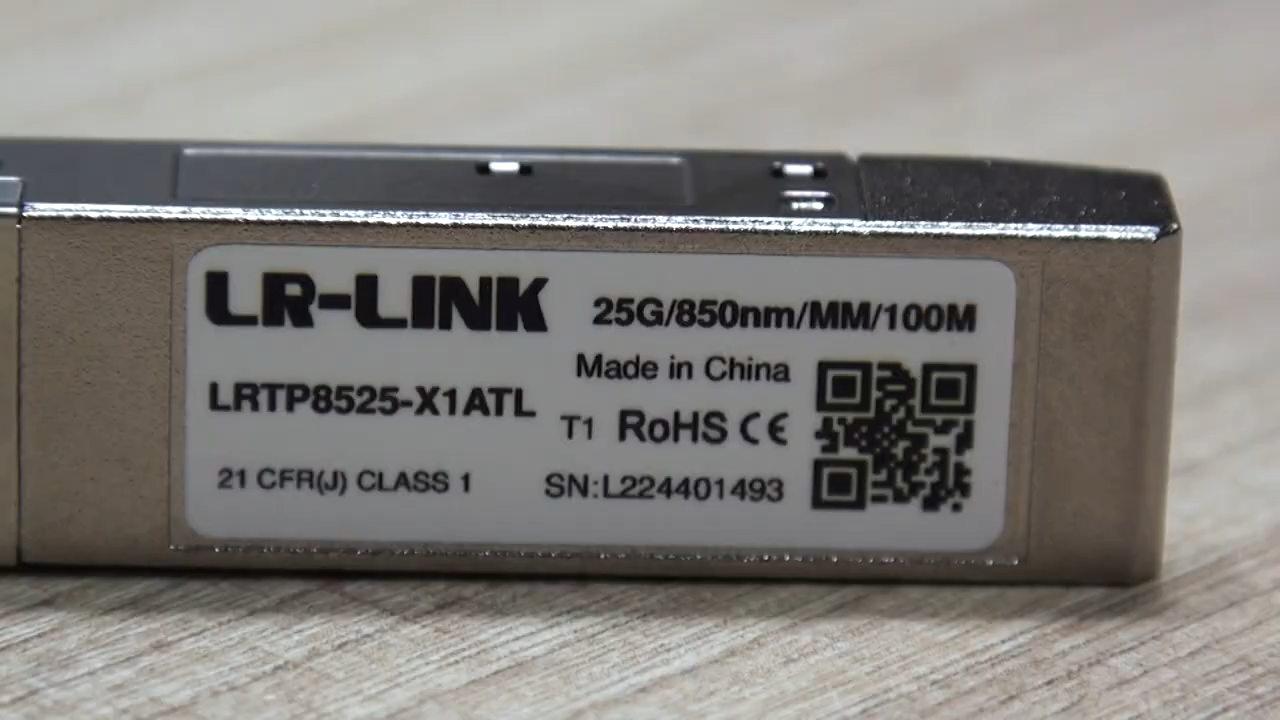 LR-LINK
25G/850nm/MM/100M
Made in China
LRTP8525-X1ATL
T1 RoHS CE
21 CFR(J) CLASS 1
SN:L224401493